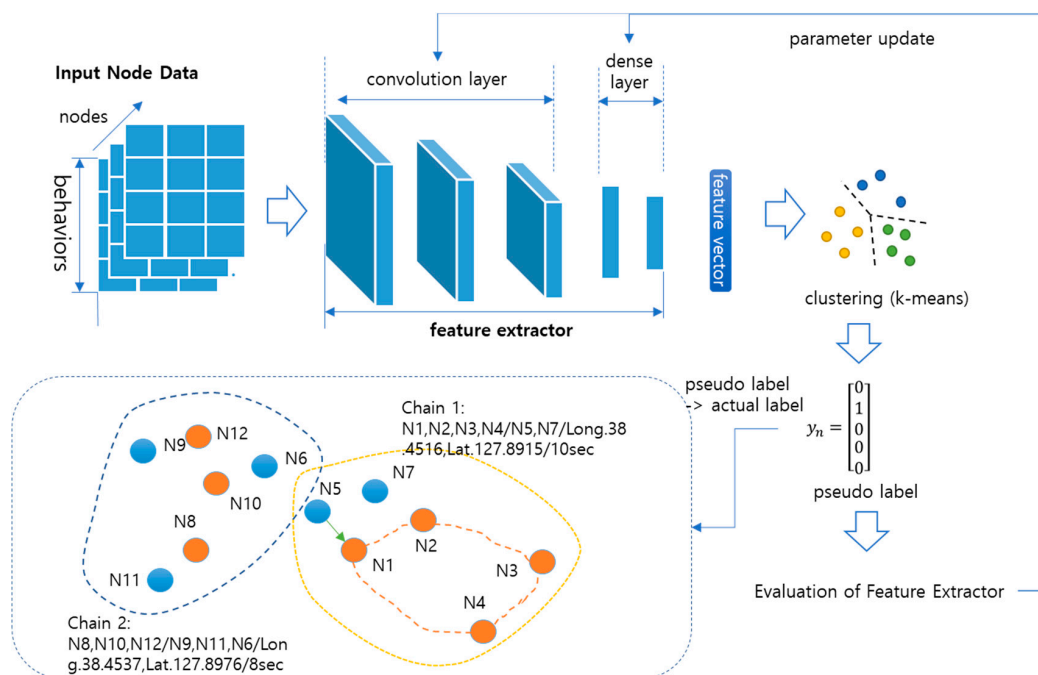 parameter update
Input Node Data
nodes
behaviors
convolution layer
dense
layer
feature extractor
feature vector
clustering (k-means)
pseudo label
-> actual label
yₙ =
0
1
0
0
0
pseudo label
Evaluation of Feature Extractor
Chain 1:
N1,N2,N3,N4/N5,N7/Long.38
.4516,Lat.127.8915/10sec
N9
N12
N6
N10
N8
N11
N7
N5
N2
N1
N3
N4
Chain 2:
N8,N10,N12/N9,N11,N6/Lon
g.38.4537,Lat.127.8976/8sec